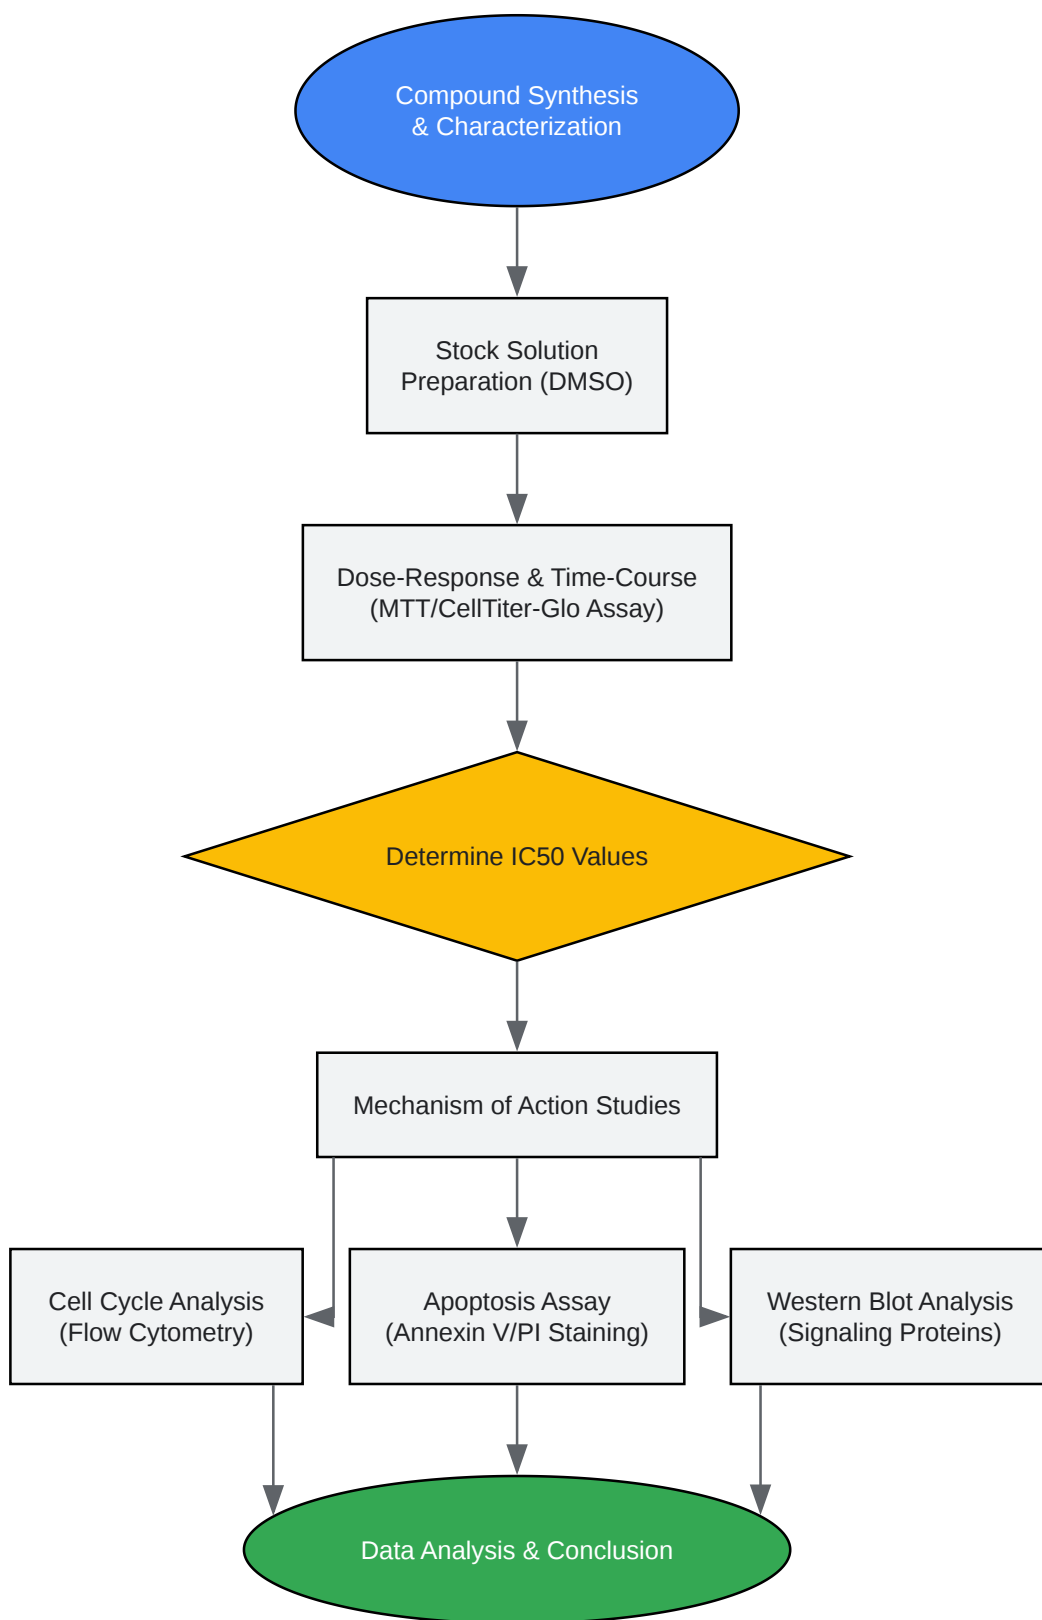 Compound Synthesis
& Characterization
Stock Solution
Preparation (DMSO)
Dose-Response & Time-Course
(MTT/CellTiter-Glo Assay)
Determine IC50 Values
Mechanism of Action Studies
Cell Cycle Analysis
(Flow Cytometry)
Apoptosis Assay
(Annexin V/PI Staining)
Western Blot Analysis
(Signaling Proteins)
Data Analysis & Conclusion